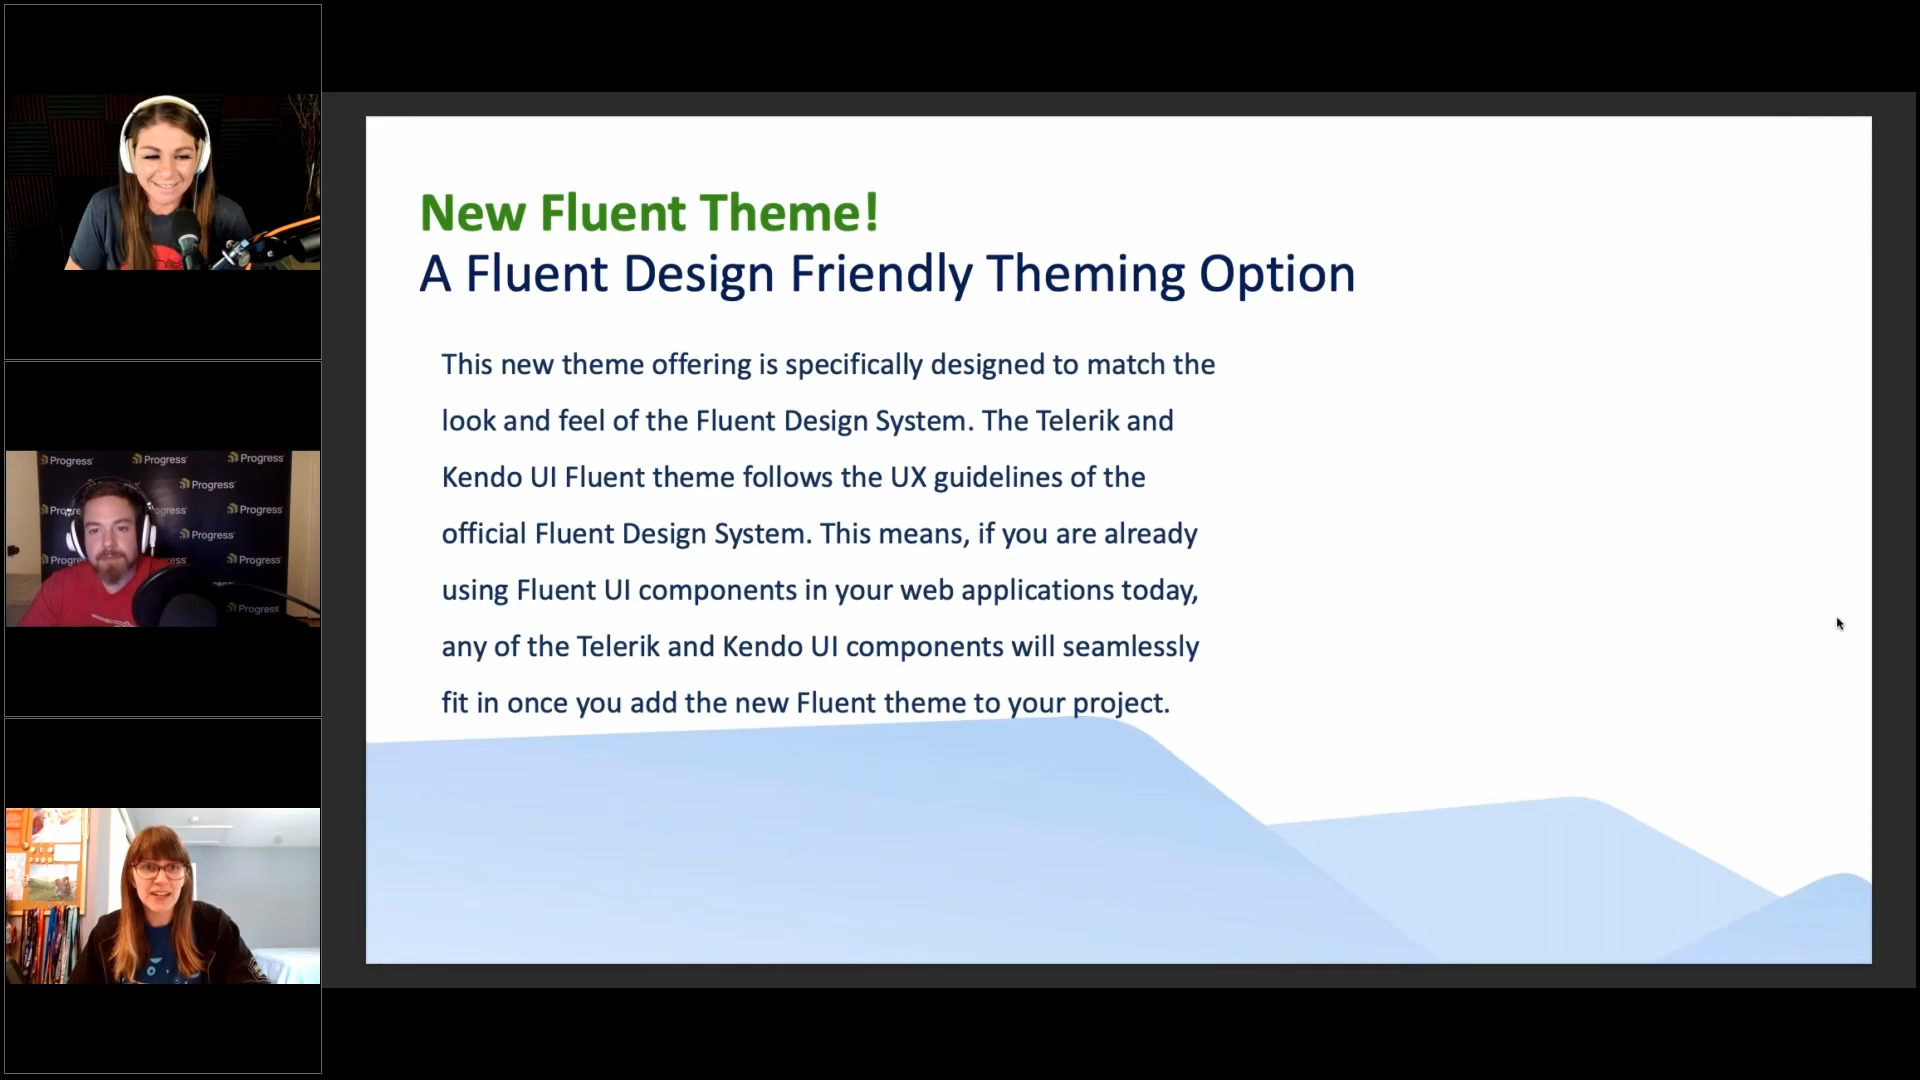 New Fluent Theme!
A Fluent Design Friendly Theming Option
This new theme offering is specifically designed to match the
look and feel of the Fluent Design System. The Telerik and
Kendo UI Fluent theme follows the UX guidelines of the
official Fluent Design System. This means, if you are already
using Fluent UI components in your web applications today,
any of the Telerik and Kendo UI components will seamlessly
fit in once you add the new Fluent theme to your project.
Progress Progress Progress
Progress
Progress
Progress
Progress
Progress